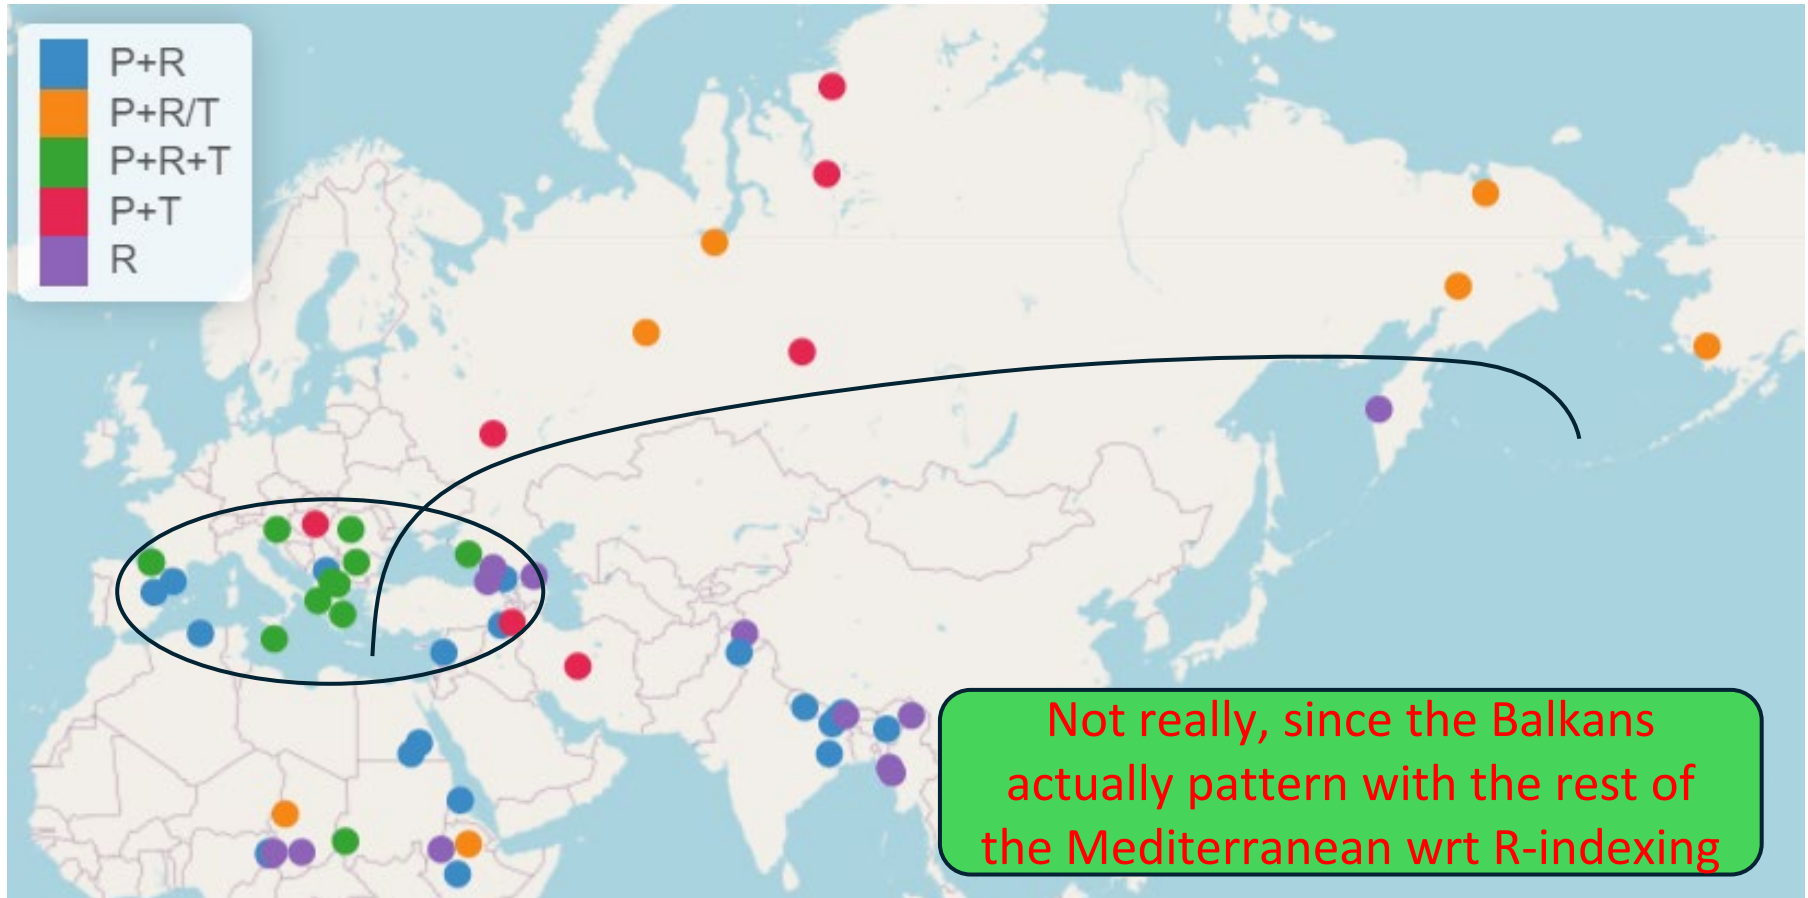 P+R
P+R/T
P+R+T
P+T
R
Not really, since the Balkans
actually pattern with the rest of
the Mediterranean wrt R-indexing